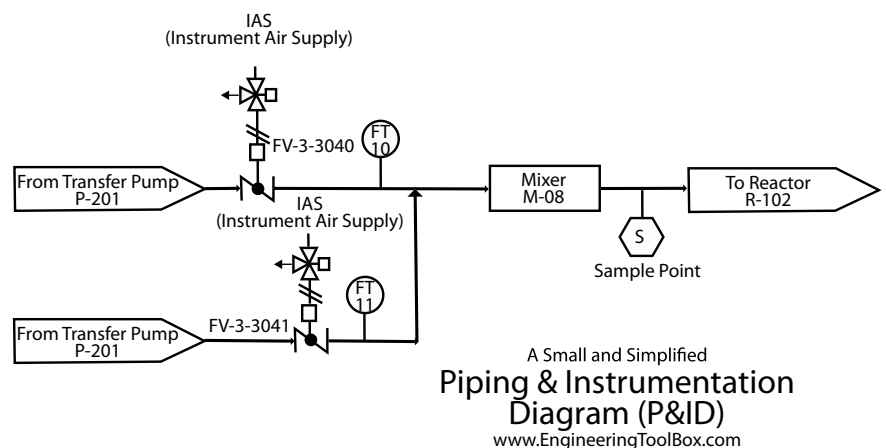 IAS
(Instrument Air Supply)
FV-3-3040
FT
10
From Transfer Pump
P-201
Mixer
M-08
To Reactor
R-102
IAS
(Instrument Air Supply)
S
Sample Point
FT
11
FV-3-3041
From Transfer Pump
P-201
A Small and Simplified
Piping & Instrumentation
Diagram (P&ID)
www.EngineeringToolBox.com